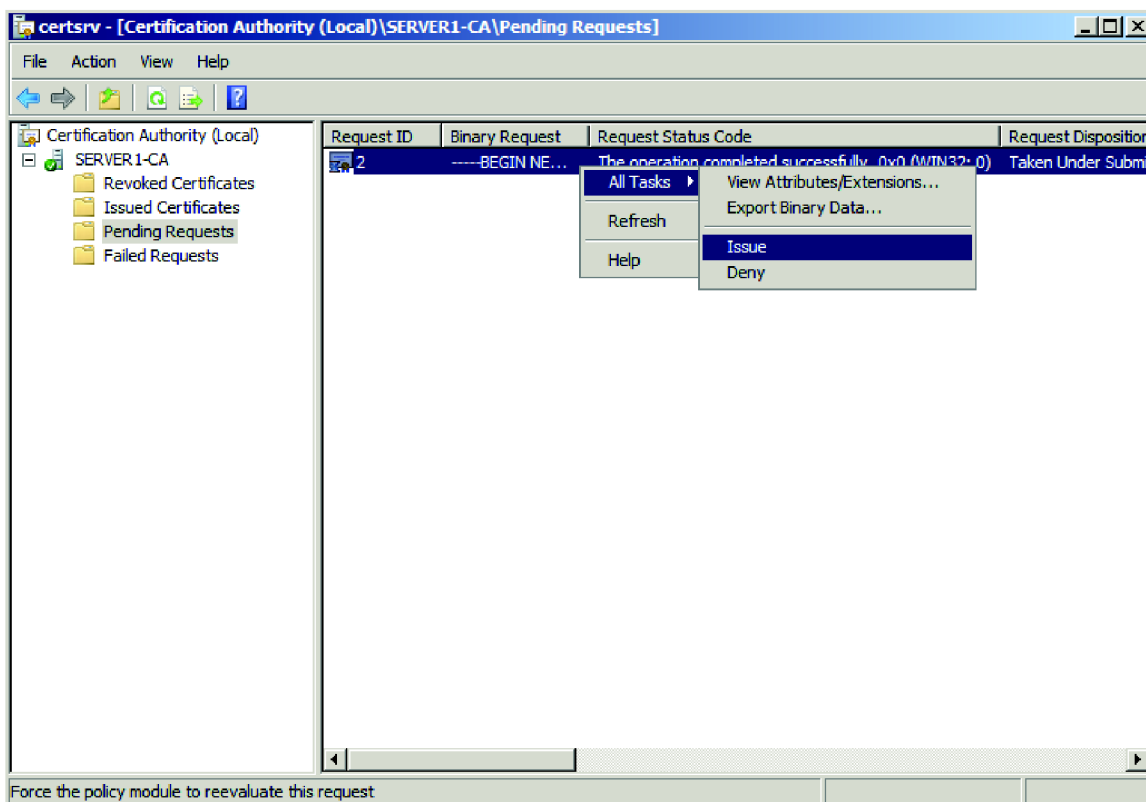 certsrv - [Certification Authority (Local)\SERVER1-CA\Pending Requests]
File Action View Help
Certification Authority (Local)
SERVER1-CA
Revoked Certificates
Issued Certificates
Pending Requests
Failed Requests
Request ID Binary Request Request Status Code Request Disposition
2 -----BEGIN NE... The operation completed successfully. 0x0 (WIN32: 0) Taken Under Submi
All Tasks
Refresh
Help
View Attributes/Extensions...
Export Binary Data...
Issue
Deny
Force the policy module to reevaluate this request